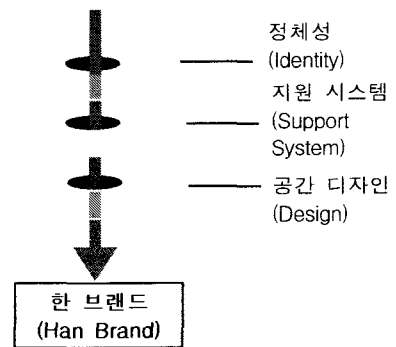 정체성
(Identity)
지원 시스템
(Support
System)
공간 디자인
(Design)
한 브랜드
(Han Brand)